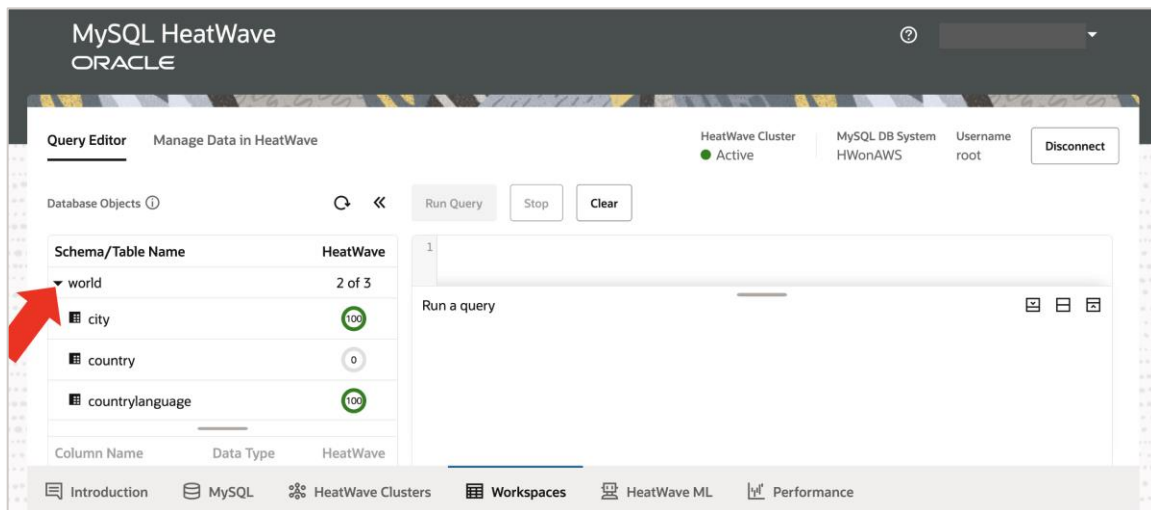 MySQL HeatWave
ORACLE
Query Editor Manage Data in HeatWave
HeatWave Cluster MySQL DB System Username
Active HWonAWS root Disconnect
Database Objects
Run Query Stop Clear
Schema/Table Name HeatWave
world 2 of 3
city 100
country 0
countrylanguage 100
Column Name Data Type HeatWave
1
Run a query
Introduction MySQL HeatWave Clusters Workspaces HeatWave ML Performance